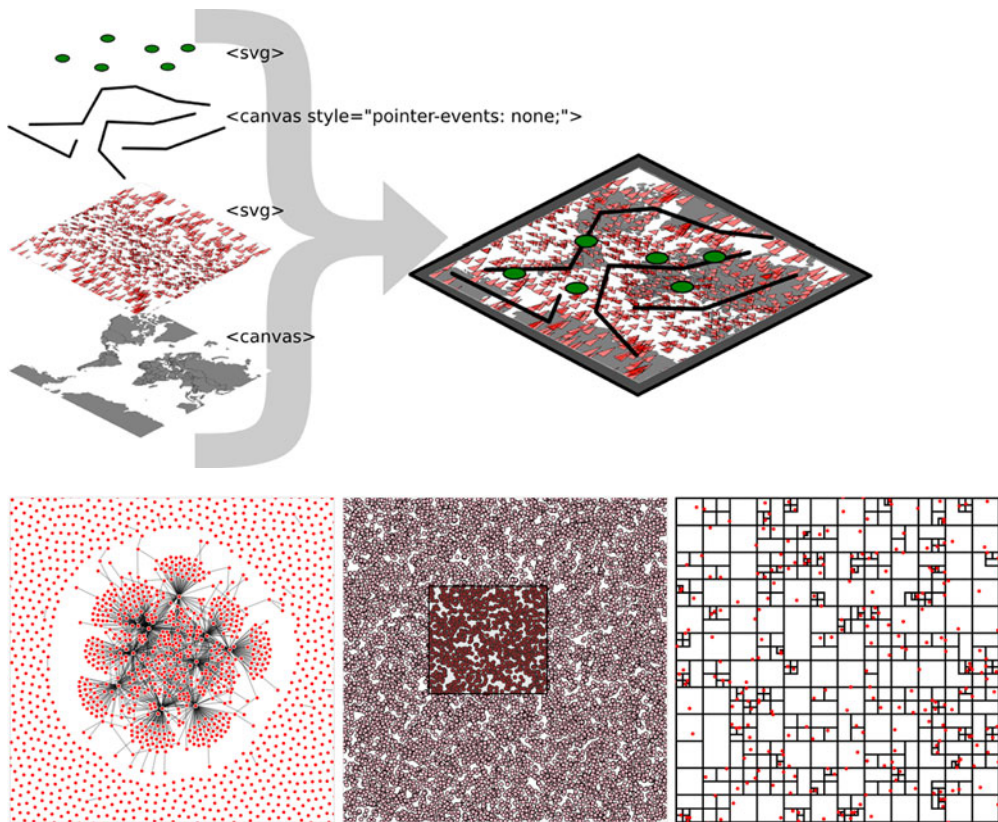 <svg>
<canvas style="pointer-events: none;">
<svg>
<canvas>